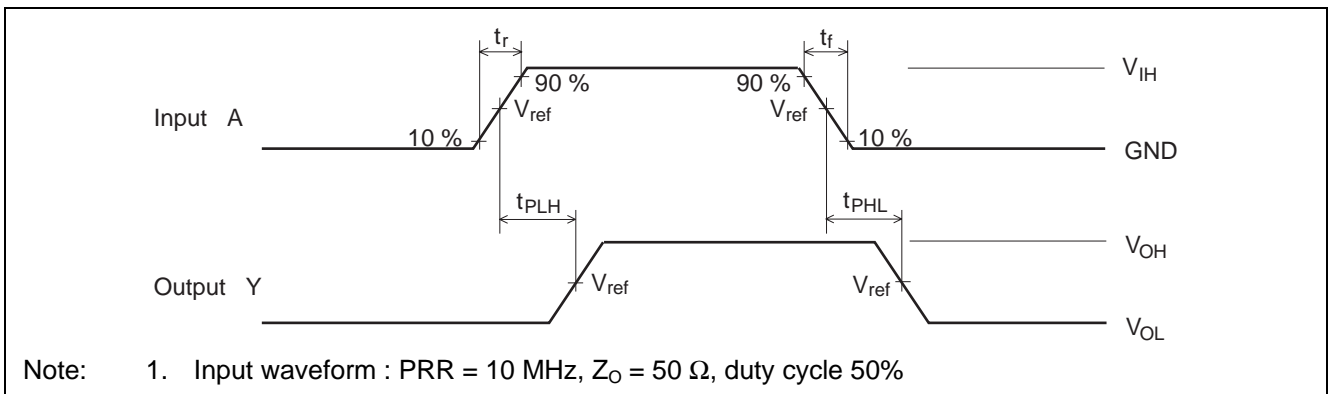 tr
tf
VIH
90 %
90 %
Input A
Vref
Vref
10 %
10 %
GND
tPLH
tPHL
VOH
Output Y
Vref
Vref
VOL
Note: 1. Input waveform : PRR = 10 MHz, ZO = 50 Ω, duty cycle 50%